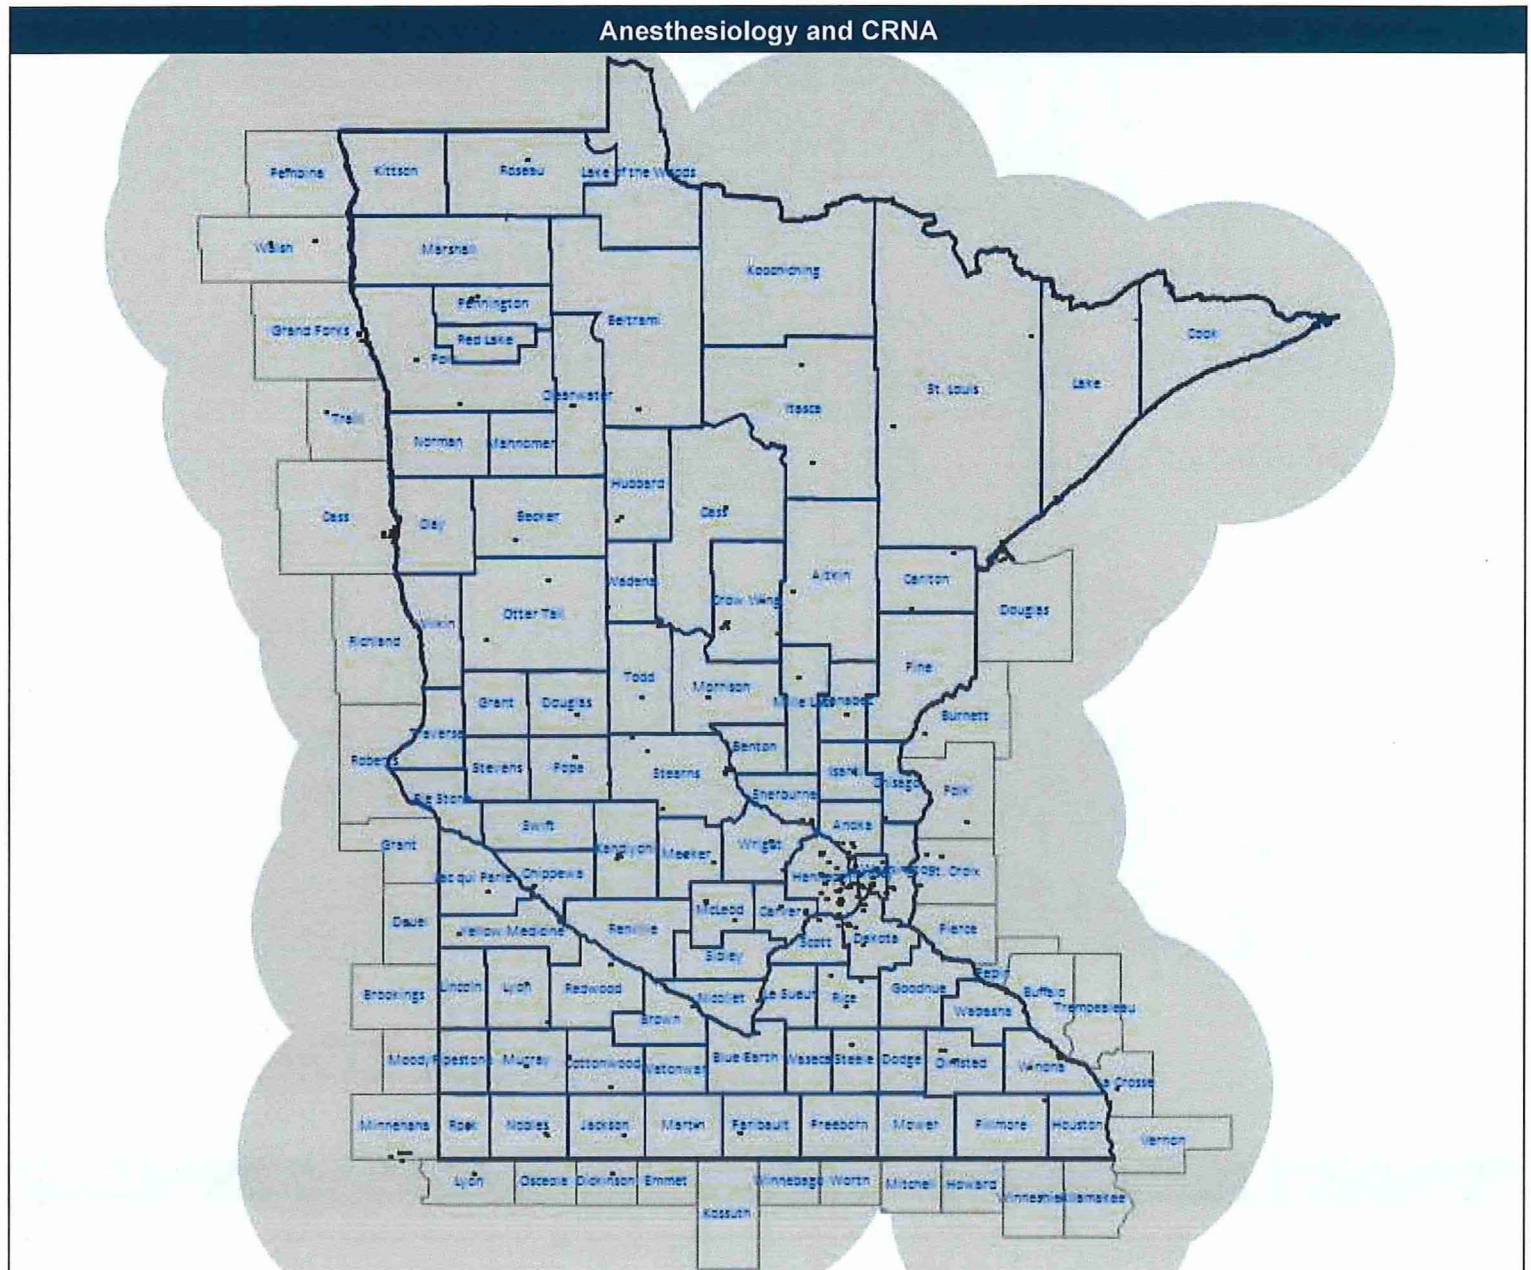 Anesthesiology and CRNA
Pembina
Kittson
Roseau
Lake of the Woods
Walsh
Marshall
Koochiching
Pennington
Beltrami
Grand Forks
Red Lake
Cook
Clearwater
St. Louis
Lake
Itasca
Traill
Norman
Mahnomen
Hubbard
Cass
Clay
Becker
Cass
Aitkin
Carlton
Wadena
Crow Wing
Otter Tail
Douglas
Wilkin
Richland
Pine
Todd
Morrison
Grant
Douglas
Mille Lacs
Kanabec
Burnett
Traverse
Benton
Roberts
Stevens
Pope
Stearns
Isanti
Chisago
Polk
Big Stone
Sherburne
Swift
Anoka
Grant
Kandiyohi
Meeker
Wright
Lac qui Parle
Chippewa
St. Croix
McLeod
Carver
Dauel
Yellow Medicine
Renville
Scott
Dakota
Pierce
Sibley
Pepin
Brookings
Lincoln
Lyon
Redwood
Nicollet
Le Sueur
Rice
Goodhue
Buffalo
Wabasha
Trempealeau
Brown
Moody
Pipestone
Murray
Cottonwood
Watonwan
Blue Earth
Waseca
Steele
Dodge
Olmsted
Winona
La Crosse
Minnehaha
Rock
Nobles
Jackson
Martin
Faribault
Freeborn
Mower
Fillmore
Houston
Vernon
Lyon
Osceola
Dickinson
Emmet
Winnebago
Worth
Mitchell
Howard
Winneshiek
Allamakee
Kossuth